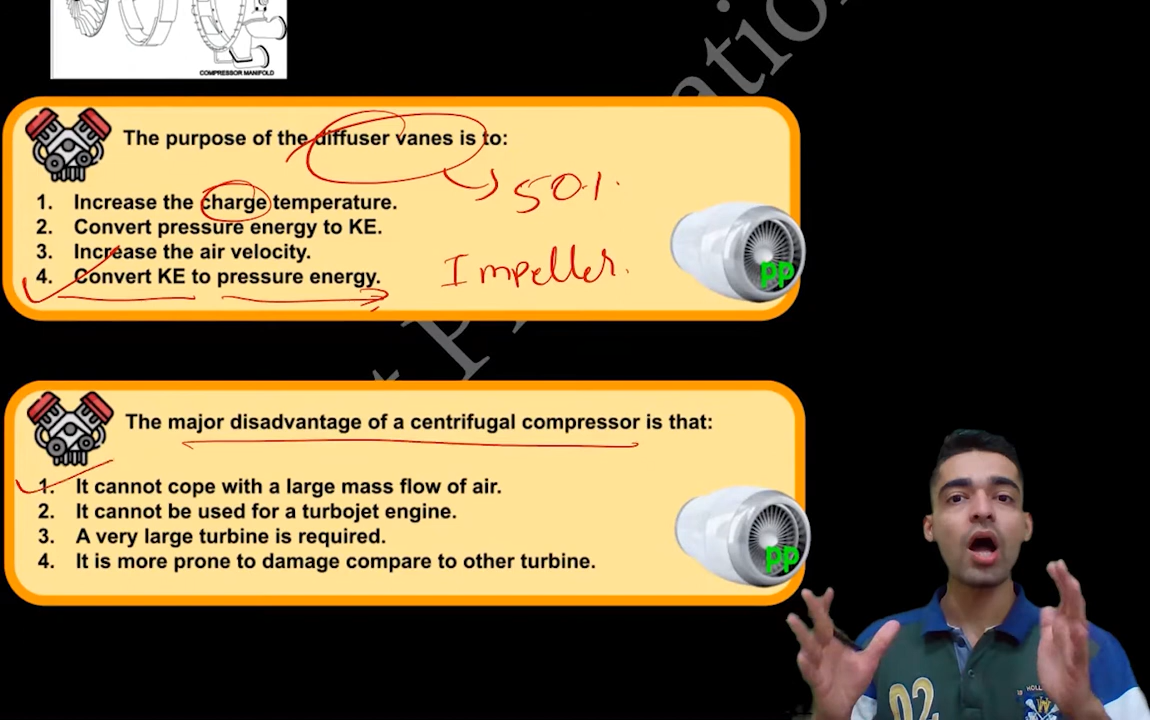 COMPRESSOR MANIFOLD
The purpose of the diffuser vanes is to:
1. Increase the charge temperature.
2. Convert pressure energy to KE.
3. Increase the air velocity.
4. Convert KE to pressure energy.
50%
Impeller.
PP
The major disadvantage of a centrifugal compressor is that:
1. It cannot cope with a large mass flow of air.
2. It cannot be used for a turbojet engine.
3. A very large turbine is required.
4. It is more prone to damage compare to other turbine.
PP
02